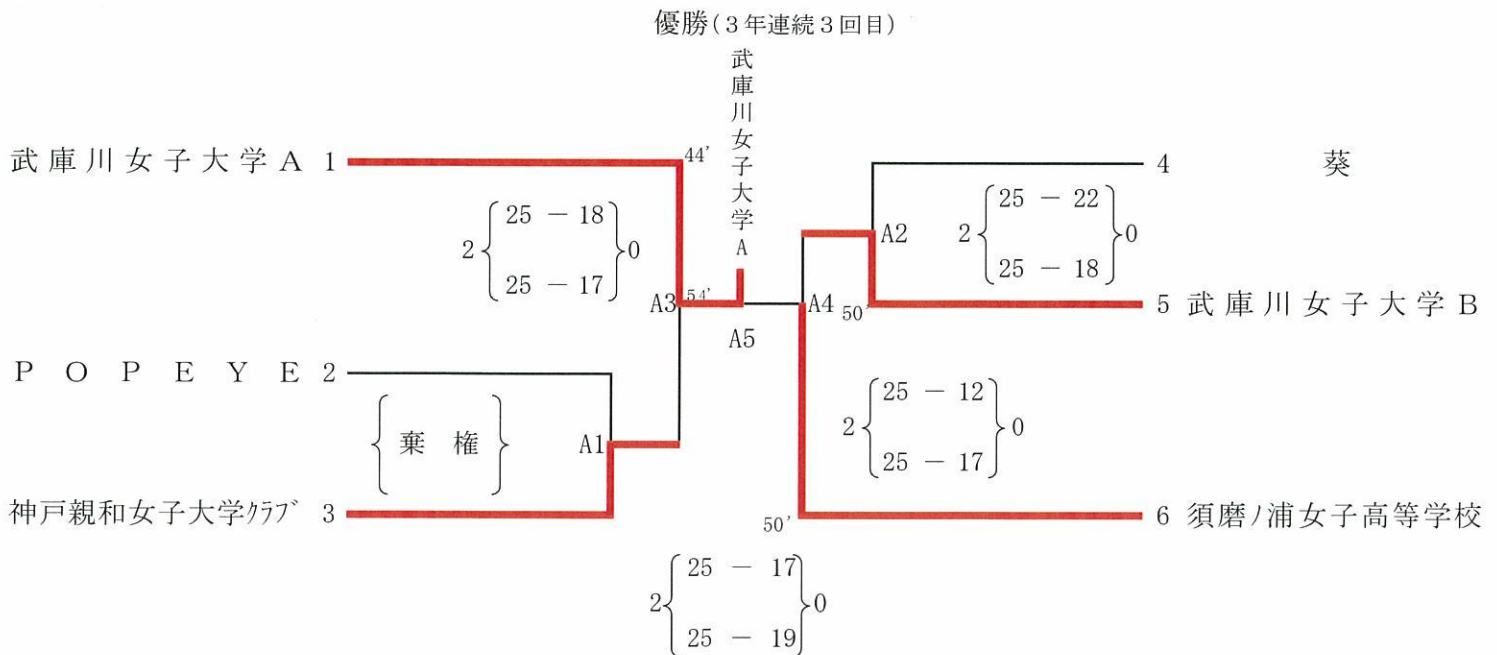 優勝(3年連続3回目)
武庫川女子大学A
武庫川女子大学A 1
44'
4 葵
2{25 − 18 25 − 17}0
A2
2{25 − 22 25 − 18}0
A3
54'
A4
50'
5 武庫川女子大学B
A5
POPEYE 2
{棄権}
A1
2{25 − 12 25 − 17}0
神戸親和女子大学ｸﾗﾌﾞ 3
50'
6 須磨ﾉ浦女子高等学校
2{25 − 17 25 − 19}0